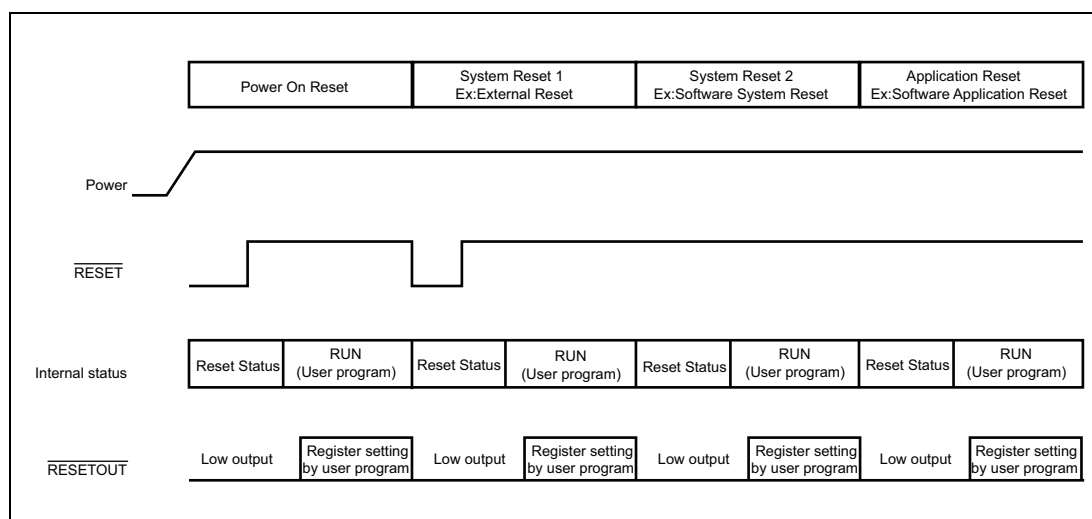 Power On Reset
System Reset 1
Ex:External Reset
System Reset 2
Ex:Software System Reset
Application Reset
Ex:Software Application Reset
Power
RESET
Internal status
Reset Status
RUN
(User program)
Reset Status
RUN
(User program)
Reset Status
RUN
(User program)
Reset Status
RUN
(User program)
RESETOUT
Low output
Register setting
by user program
Low output
Register setting
by user program
Low output
Register setting
by user program
Low output
Register setting
by user program